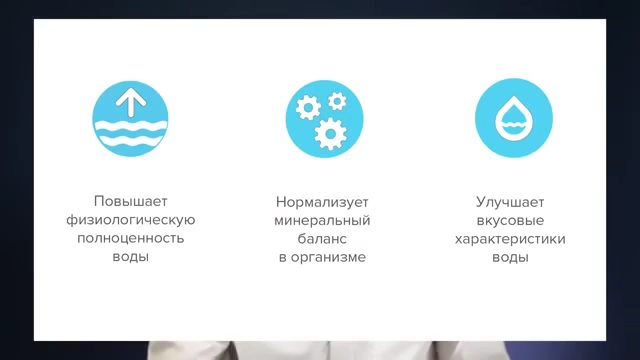 Повышает
физиологическую
полноценность
воды
Нормализует
минеральный
баланс
в организме
Улучшает
вкусовые
характеристики
воды